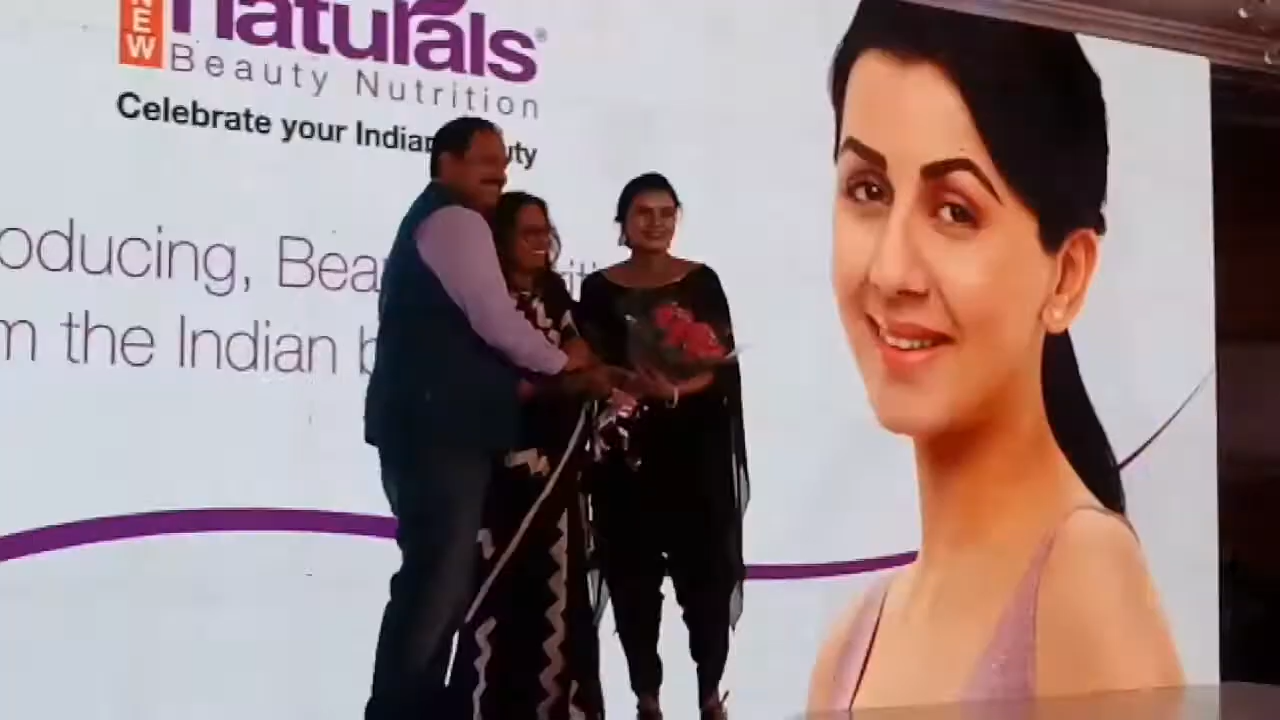 NEW
naturals®
Beauty Nutrition
Celebrate your Indian
oducing, Bea
m the Indian